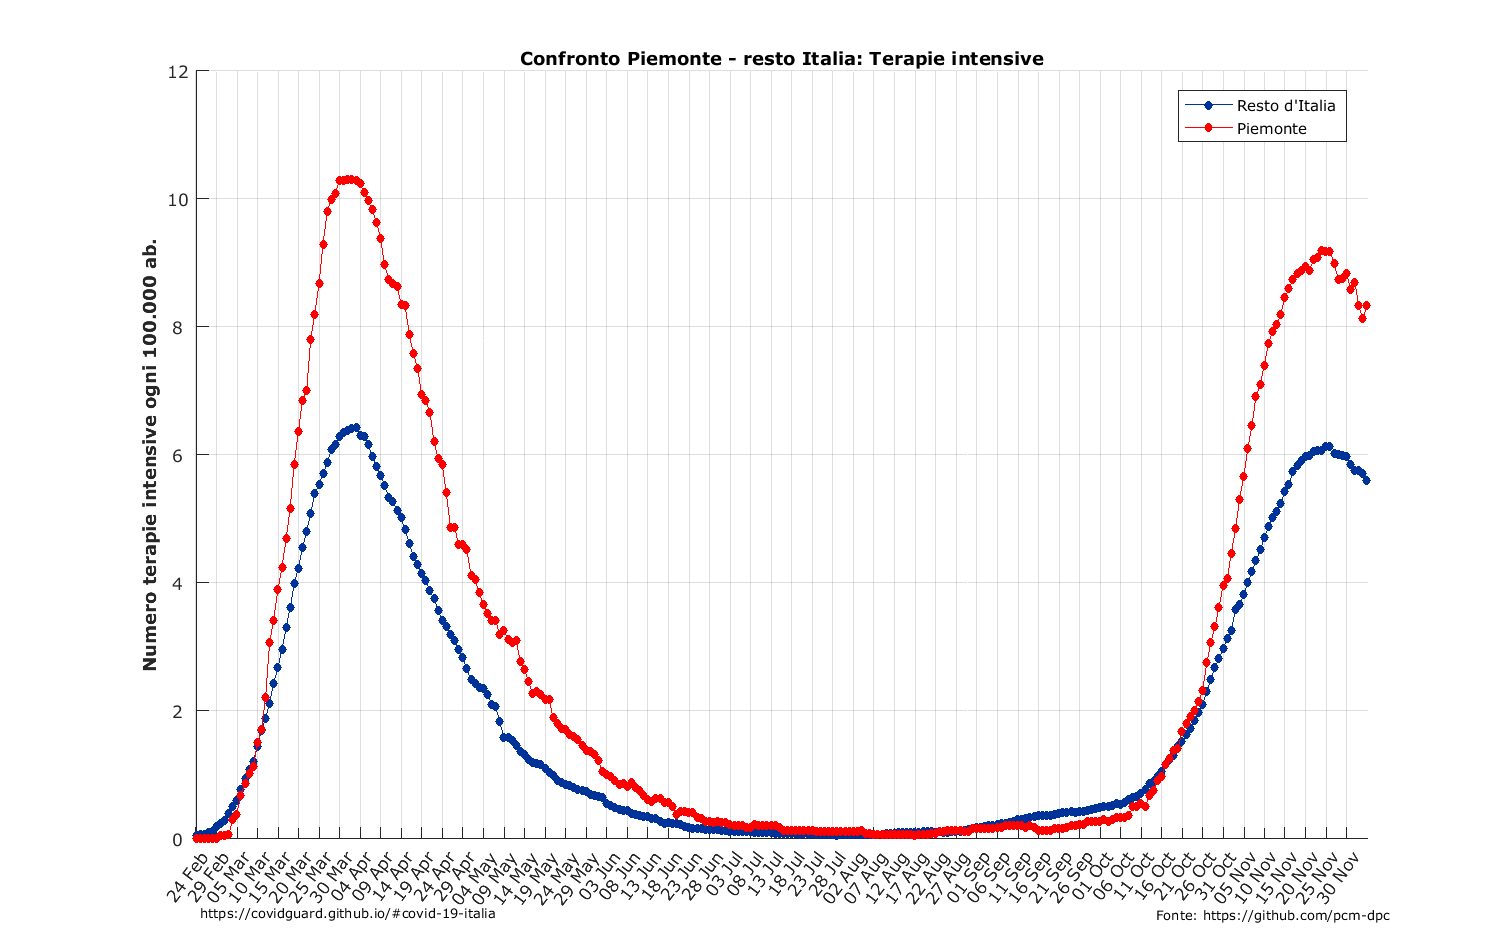 Confronto Piemonte - resto Italia: Terapie intensive
Numero terapie intensive ogni 100.000 ab.
12
10
8
6
4
2
0
Resto d'Italia
Piemonte
24 Feb
29 Feb
05 Mar
10 Mar
15 Mar
20 Mar
25 Mar
30 Mar
04 Apr
09 Apr
14 Apr
19 Apr
24 Apr
29 Apr
04 May
09 May
14 May
19 May
24 May
29 May
03 Jun
08 Jun
13 Jun
18 Jun
23 Jun
28 Jun
03 Jul
08 Jul
13 Jul
18 Jul
23 Jul
28 Jul
02 Aug
07 Aug
12 Aug
17 Aug
22 Aug
27 Aug
01 Sep
06 Sep
11 Sep
16 Sep
21 Sep
26 Sep
01 Oct
06 Oct
11 Oct
16 Oct
21 Oct
26 Oct
31 Oct
05 Nov
10 Nov
15 Nov
20 Nov
25 Nov
30 Nov
https://covidguard.github.io/#covid-19-italia
Fonte: https://github.com/pcm-dpc